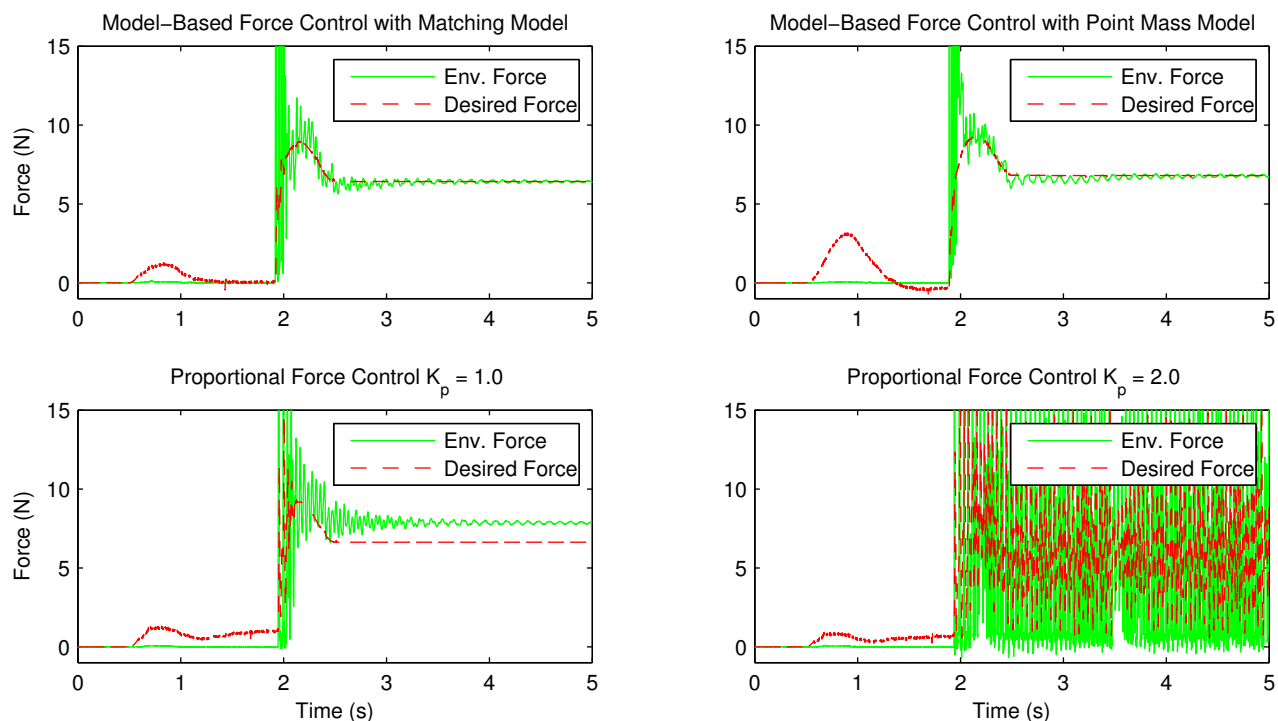 Model−Based Force Control with Matching Model
Force (N)
15
10
5
0
0 1 2 3 4 5
Env. Force
Desired Force
Model−Based Force Control with Point Mass Model
15
10
5
0
0 1 2 3 4 5
Env. Force
Desired Force
Proportional Force Control K_p = 1.0
Force (N)
15
10
5
0
0 1 2 3 4 5
Time (s)
Env. Force
Desired Force
Proportional Force Control K_p = 2.0
15
10
5
0
0 1 2 3 4 5
Time (s)
Env. Force
Desired Force